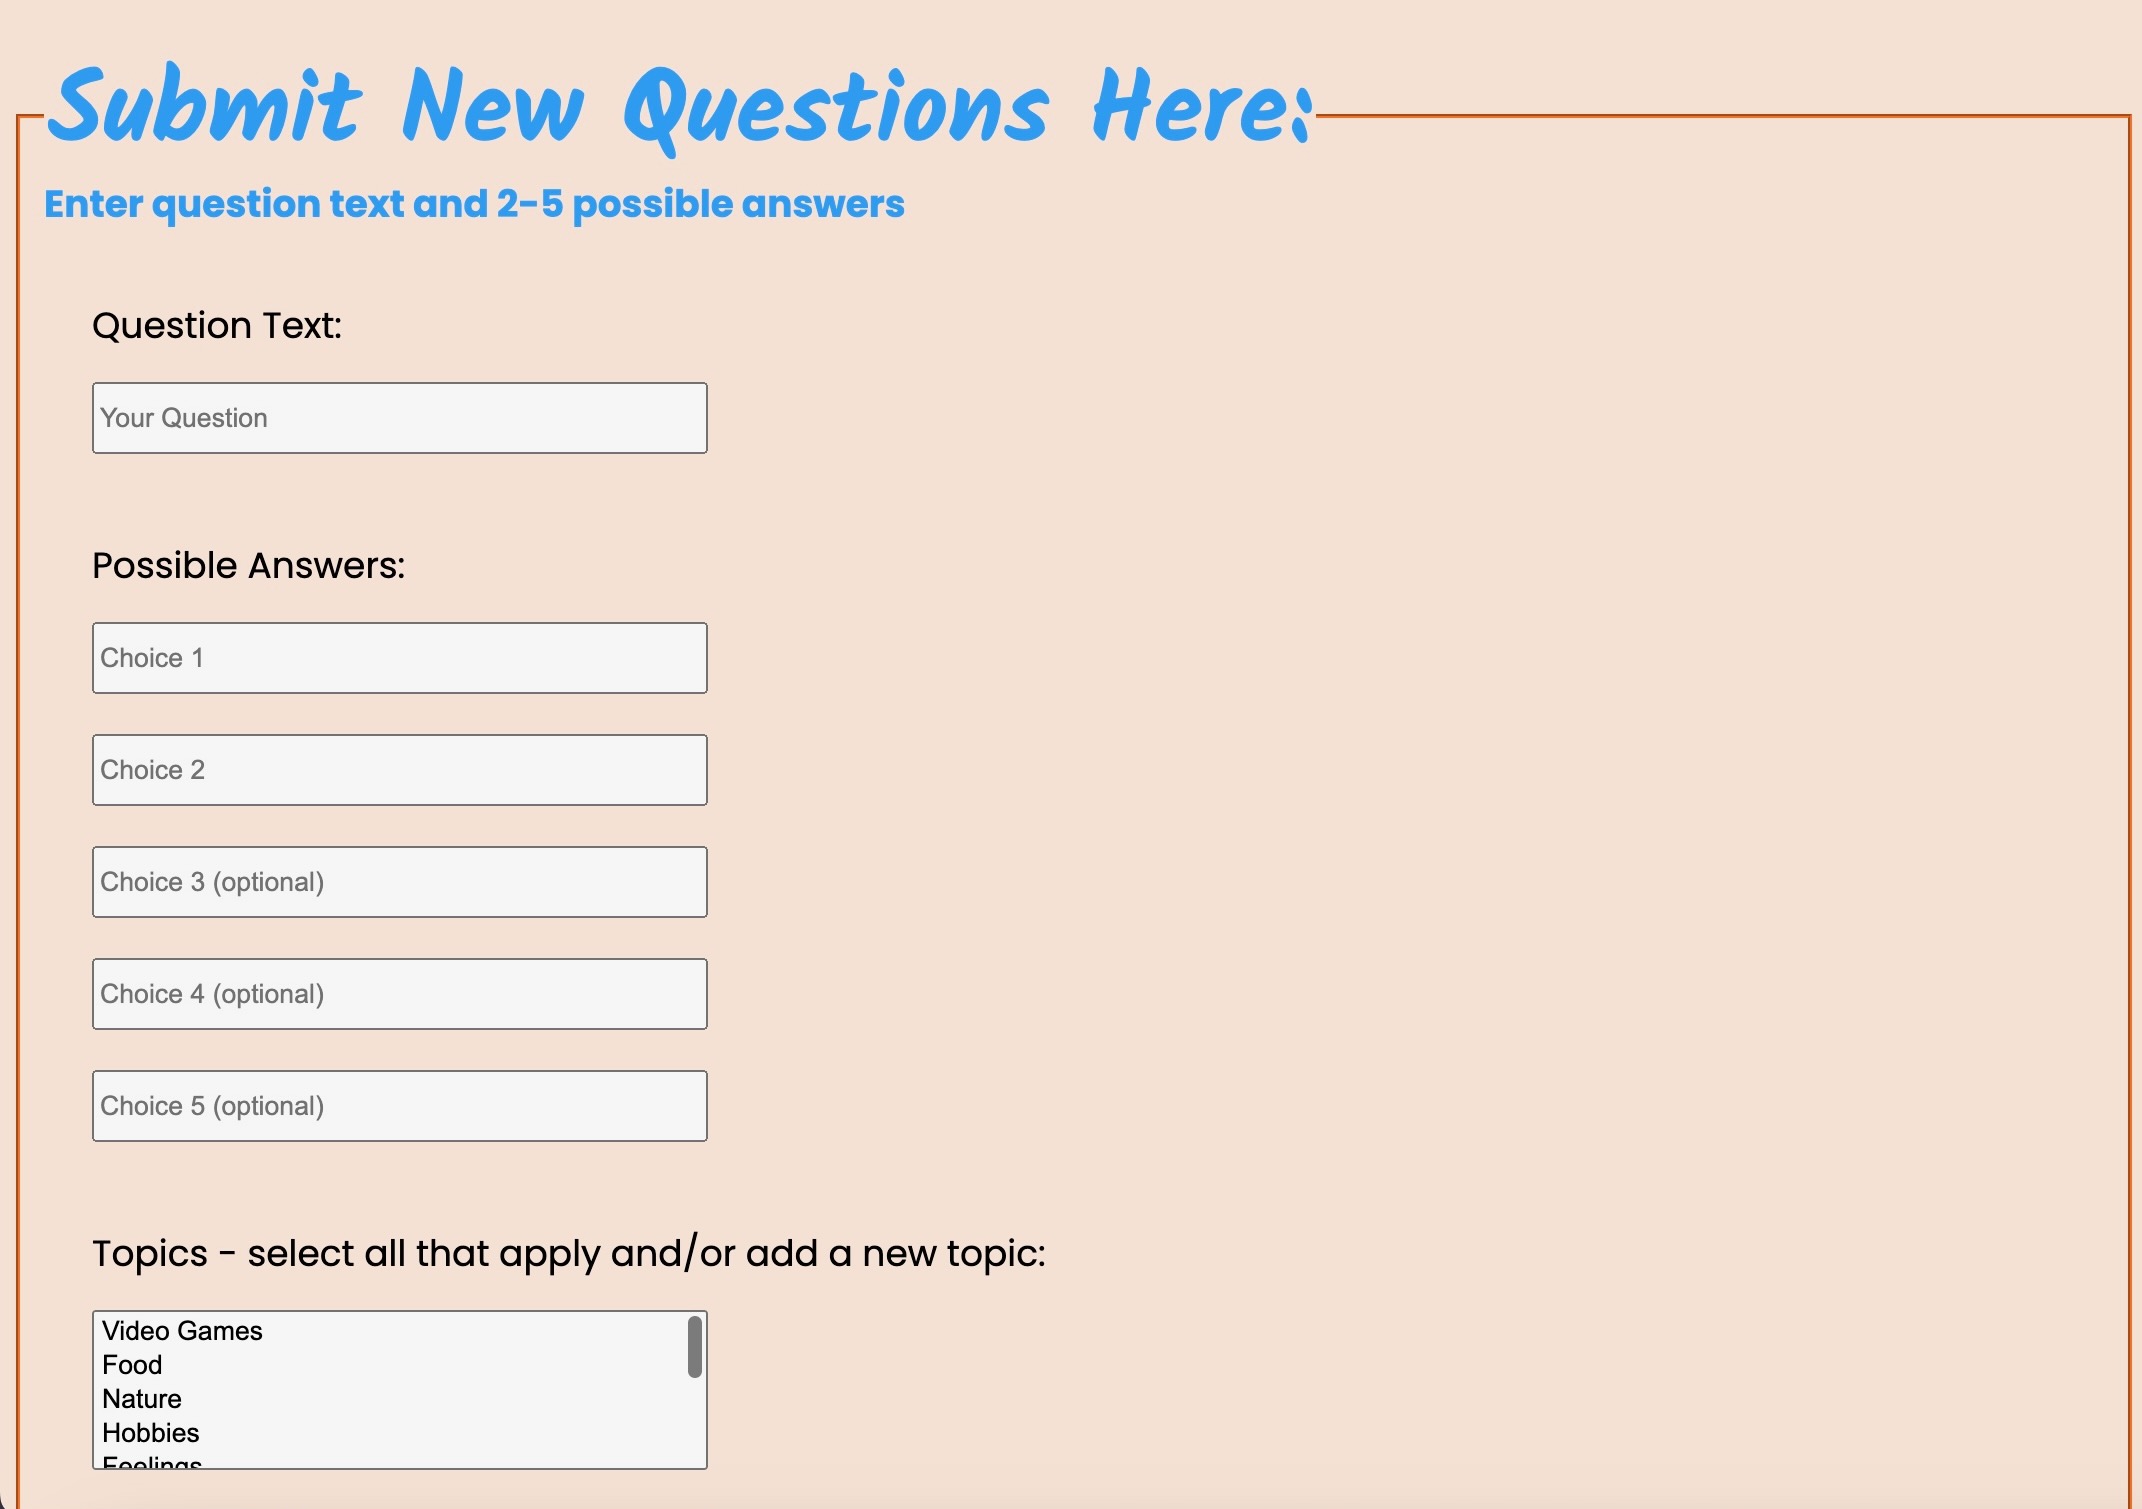 Submit New Questions Here:
Enter question text and 2-5 possible answers
Question Text:
Your Question
Possible Answers:
Choice 1
Choice 2
Choice 3 (optional)
Choice 4 (optional)
Choice 5 (optional)
Topics - select all that apply and/or add a new topic:
Video Games
Food
Nature
Hobbies
Feelings